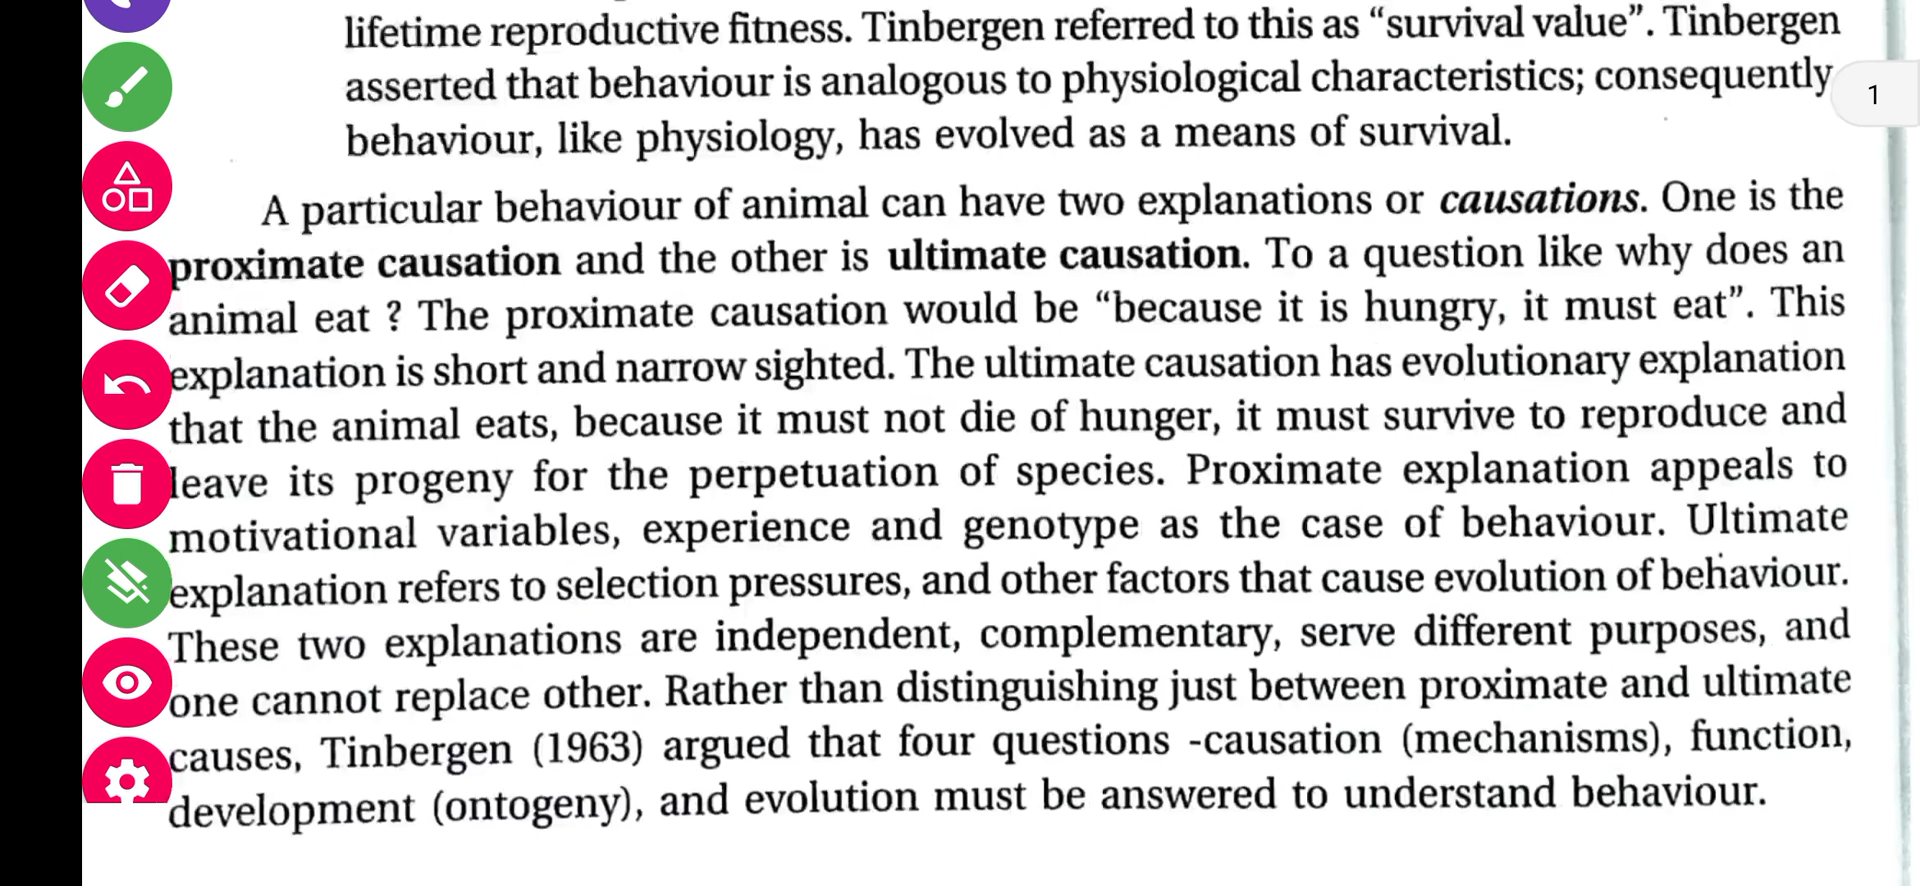 lifetime reproductive fitness. Tinbergen referred to this as “survival value”. Tinbergen
asserted that behaviour is analogous to physiological characteristics; consequently
behaviour, like physiology, has evolved as a means of survival.
1
A particular behaviour of animal can have two explanations or causations. One is the
proximate causation and the other is ultimate causation. To a question like why does an
animal eat ? The proximate causation would be “because it is hungry, it must eat”. This
explanation is short and narrow sighted. The ultimate causation has evolutionary explanation
that the animal eats, because it must not die of hunger, it must survive to reproduce and
leave its progeny for the perpetuation of species. Proximate explanation appeals to
motivational variables, experience and genotype as the case of behaviour. Ultimate
explanation refers to selection pressures, and other factors that cause evolution of behaviour.
These two explanations are independent, complementary, serve different purposes, and
one cannot replace other. Rather than distinguishing just between proximate and ultimate
causes, Tinbergen (1963) argued that four questions -causation (mechanisms), function,
development (ontogeny), and evolution must be answered to understand behaviour.